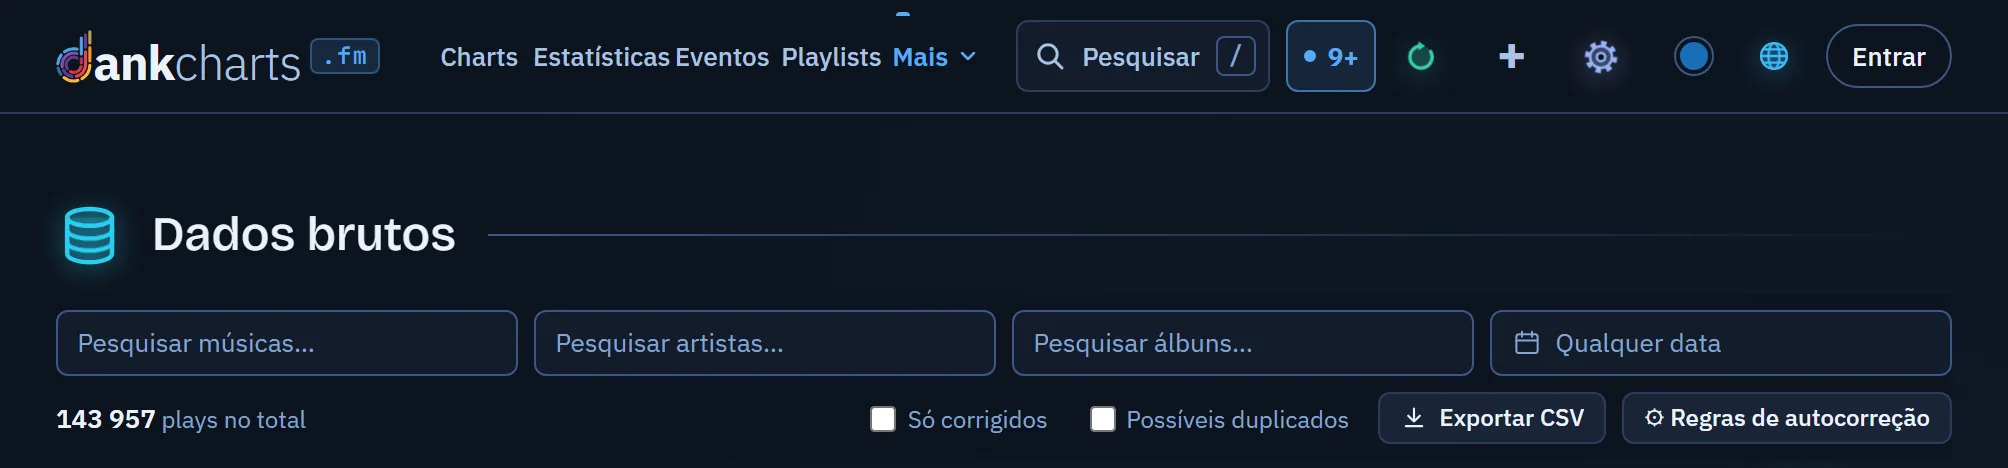 dankcharts .fm
Charts Estatísticas Eventos Playlists Mais
Pesquisar /
9+
Entrar
Dados brutos
Pesquisar músicas...
Pesquisar artistas...
Pesquisar álbuns...
Qualquer data
143 957 plays no total
Só corrigidos
Possíveis duplicados
Exportar CSV
Regras de autocorreção